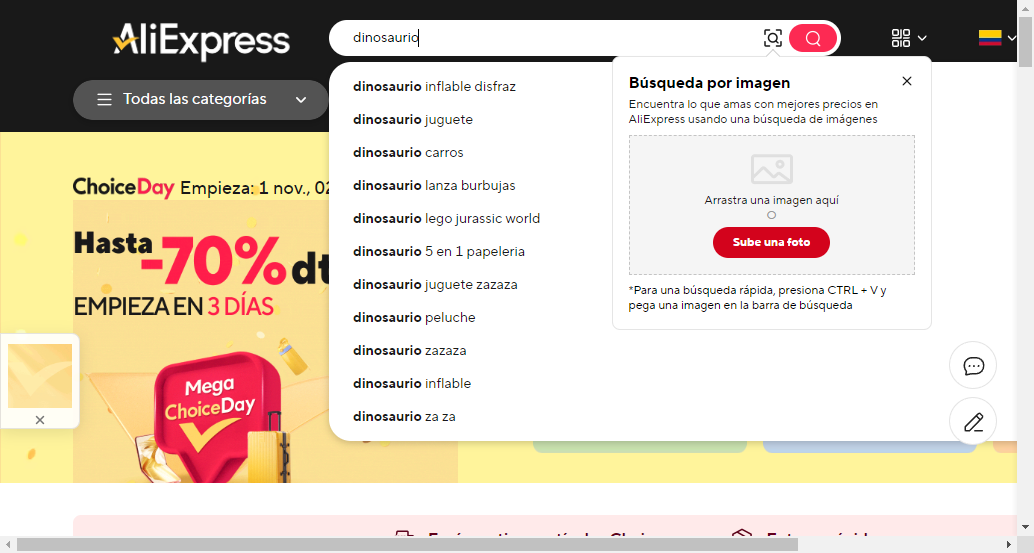 AliExpress
dinosaurio
Todas las categorías
dinosaurio inflable disfraz
dinosaurio juguete
dinosaurio carros
dinosaurio lanza burbujas
dinosaurio lego jurassic world
dinosaurio 5 en 1 papeleria
dinosaurio juguete zazaza
dinosaurio peluche
dinosaurio zazaza
dinosaurio inflable
dinosaurio za za
Búsqueda por imagen
Encuentra lo que amas con mejores precios en
AliExpress usando una búsqueda de imágenes
Arrastra una imagen aquí
O
Sube una foto
*Para una búsqueda rápida, presiona CTRL + V y
pega una imagen en la barra de búsqueda
ChoiceDay Empieza: 1 nov., 02
Hasta
-70% dt
EMPIEZA EN 3 DÍAS
Mega
ChoiceDay